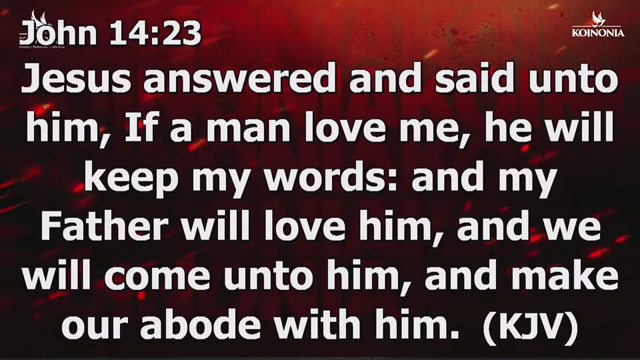 John 14:23
KOINONIA
Jesus answered and said unto
him, If a man love me, he will
keep my words: and my
Father will love him, and we
will come unto him, and make
our abode with him. (KJV)